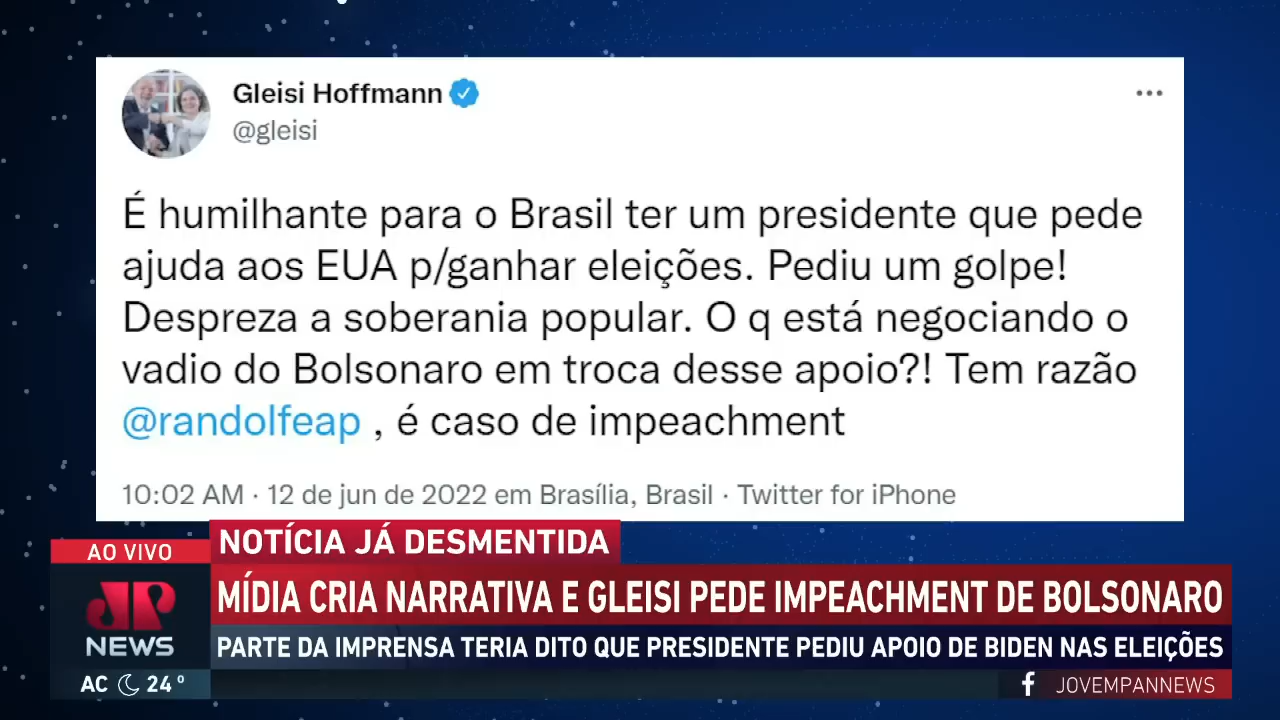 Gleisi Hoffmann
@gleisi
É humilhante para o Brasil ter um presidente que pede
ajuda aos EUA p/ganhar eleições. Pediu um golpe!
Despreza a soberania popular. O q está negociando o
vadio do Bolsonaro em troca desse apoio?! Tem razão
@randolfeap , é caso de impeachment
10:02 AM · 12 de jun de 2022 em Brasília, Brasil · Twitter for iPhone
NOTÍCIA JÁ DESMENTIDA
AO VIVO
MÍDIA CRIA NARRATIVA E GLEISI PEDE IMPEACHMENT DE BOLSONARO
JP
NEWS
PARTE DA IMPRENSA TERIA DITO QUE PRESIDENTE PEDIU APOIO DE BIDEN NAS ELEIÇÕES
AC 24º
f JOVEMPANNEWS